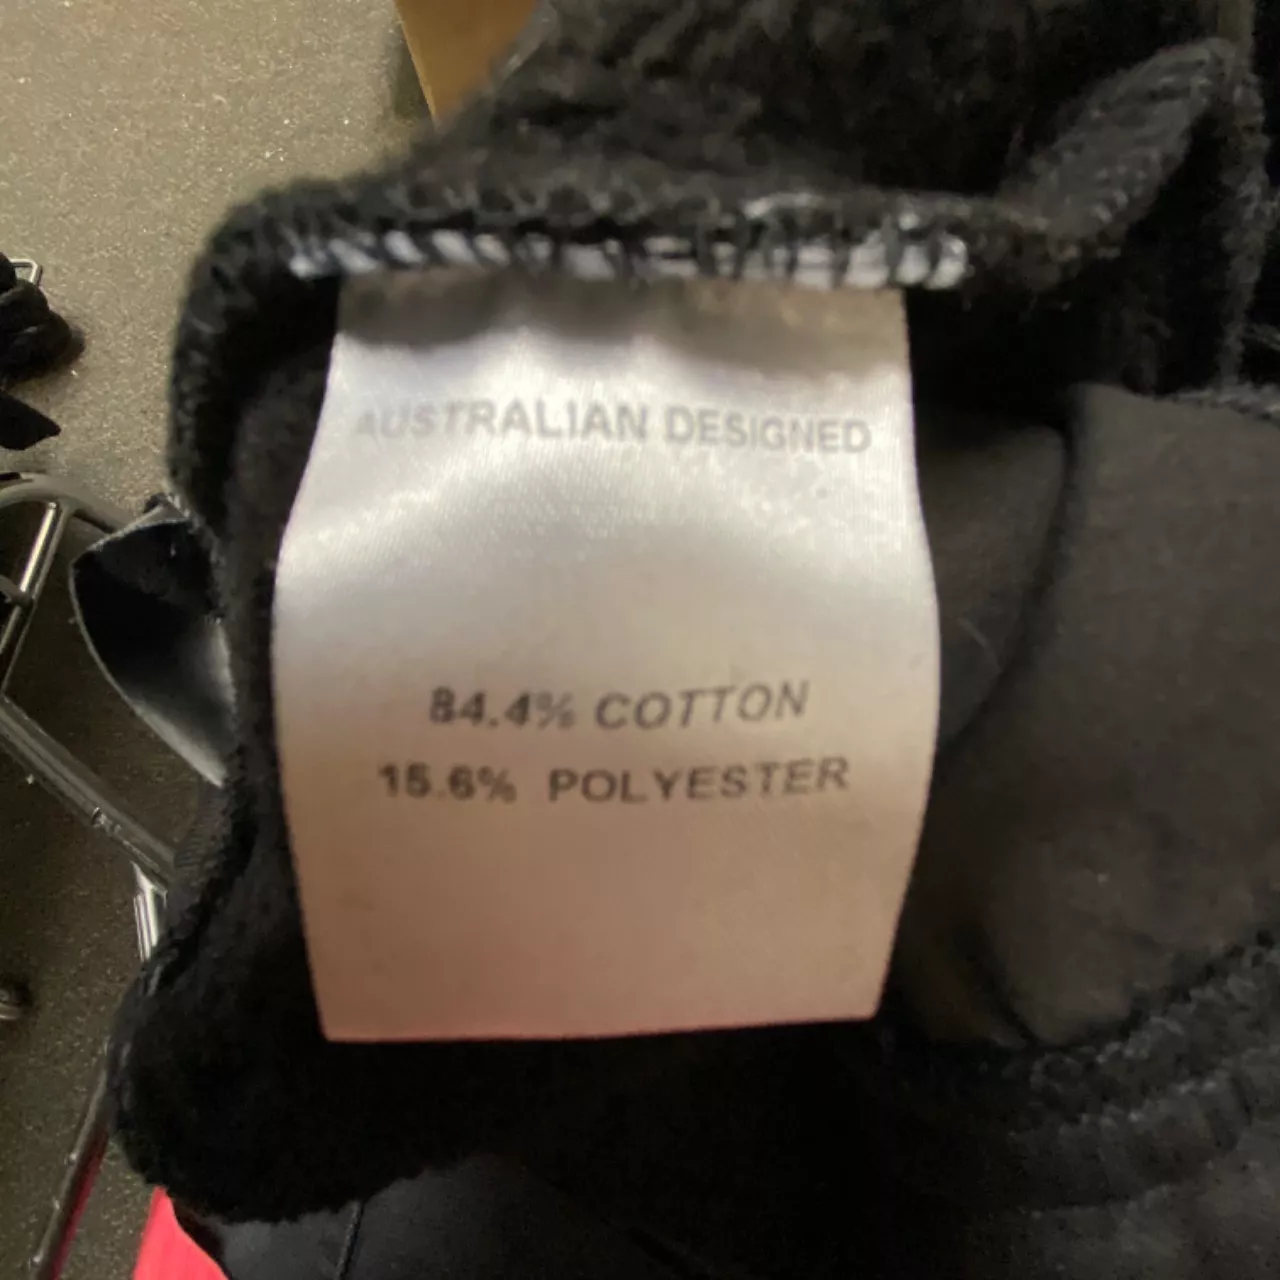 AUSTRALIAN DESIGNED
84.4% COTTON
15.6% POLYESTER